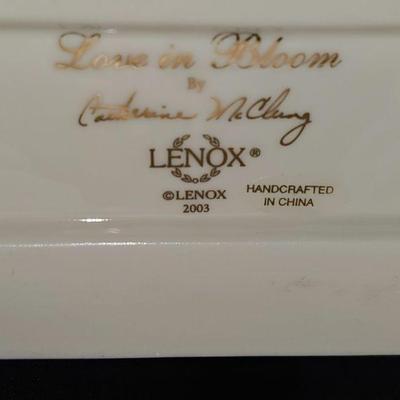 Love in Bloom
By
Catherine McClung
LENOX®
©LENOX
2003
HANDCRAFTED
IN CHINA